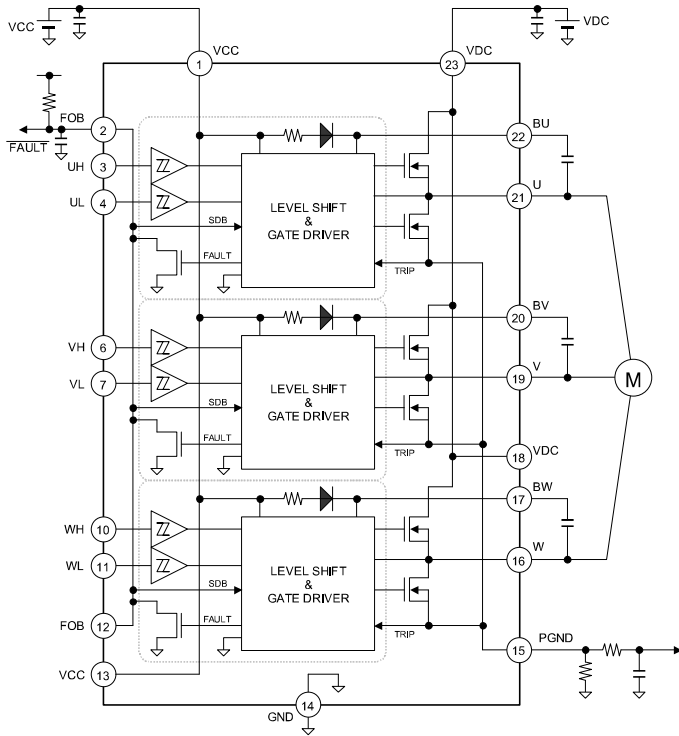 VCC
VDC
VCC
1
VDC
23
FOB
2
FAULT
BU
22
UH
3
UL
4
LEVEL SHIFT
&
GATE DRIVER
SDB
FAULT
TRIP
U
21
BV
20
VH
6
VL
7
LEVEL SHIFT
&
GATE DRIVER
SDB
FAULT
TRIP
V
19
M
VDC
18
BW
17
WH
10
WL
11
LEVEL SHIFT
&
GATE DRIVER
SDB
FAULT
TRIP
W
16
FOB
12
PGND
15
VCC
13
14
GND